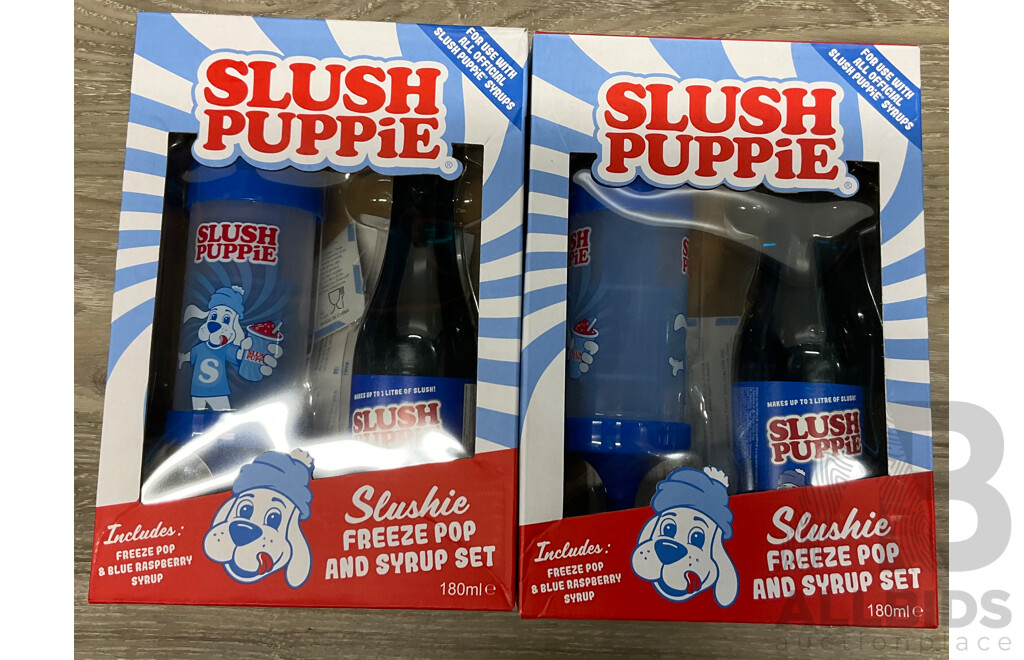 FOR USE WITH
ALL OFFICIAL
SLUSH PUPPiE SYRUPS
SLUSH
PUPPiE®
SLUSH
PUPPiE
S
MAKES UP TO 1 LITRE OF SLUSH!
SLUSH
PUPPiE
Includes:
FREEZE POP
& BLUE RASPBERRY
SYRUP
Slushie
FREEZE POP
AND SYRUP SET
180ml e
FOR USE WITH
ALL OFFICIAL
SLUSH PUPPiE SYRUPS
SLUSH
PUPPiE®
MAKES UP TO 1 LITRE OF SLUSH!
SLUSH
PUPPiE
Includes:
FREEZE POP
& BLUE RASPBERRY
SYRUP
Slushie
FREEZE POP
AND SYRUP SET
180ml e
ALLBIDS
auctionplace